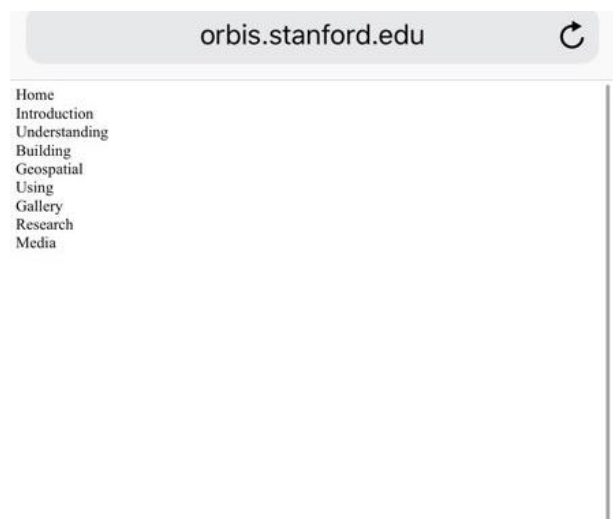 orbis.stanford.edu
Home
Introduction
Understanding
Building
Geospatial
Using
Gallery
Research
Media